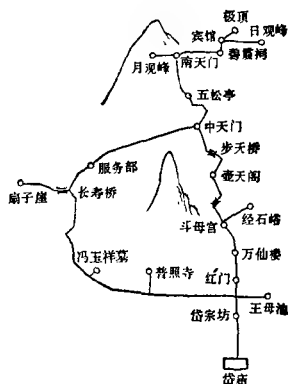 极顶
宾馆
日观峰
月观峰
南天门
碧霞祠
五松亭
中天门
步天桥
服务部
壶天阁
扇子崖
长寿桥
斗母宫
经石峪
万仙楼
冯玉祥墓
普照寺
红门
王母池
岱宗坊
岱庙